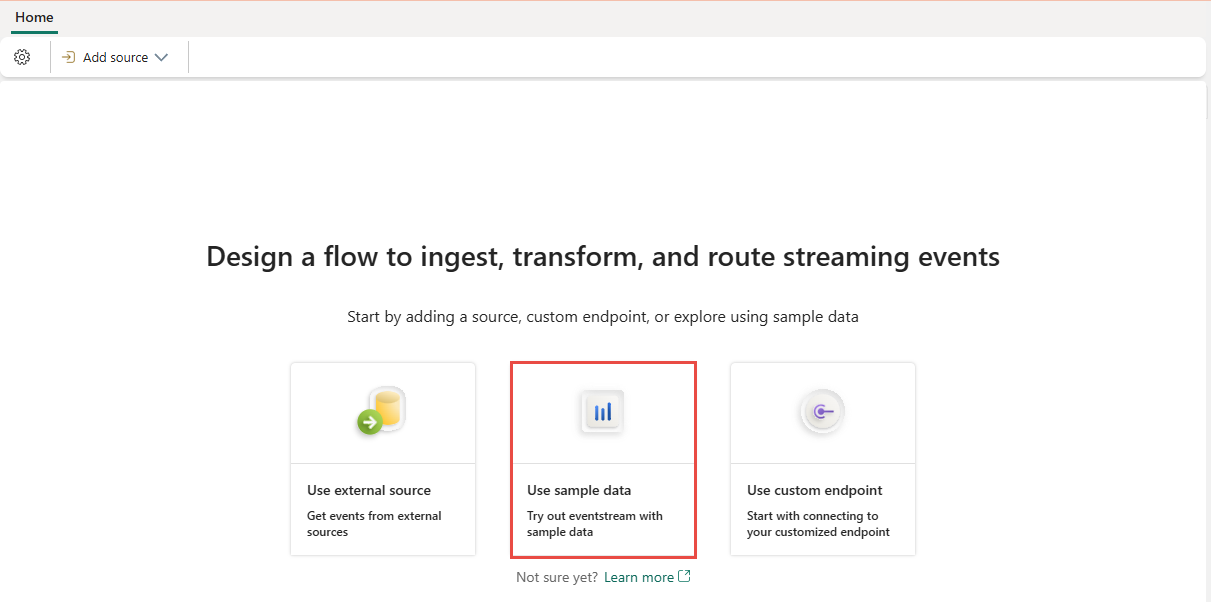 Home
Add source
Design a flow to ingest, transform, and route streaming events
Start by adding a source, custom endpoint, or explore using sample data
Use external source
Get events from external
sources
Use sample data
Try out eventstream with
sample data
Use custom endpoint
Start with connecting to
your customized endpoint
Not sure yet? Learn more